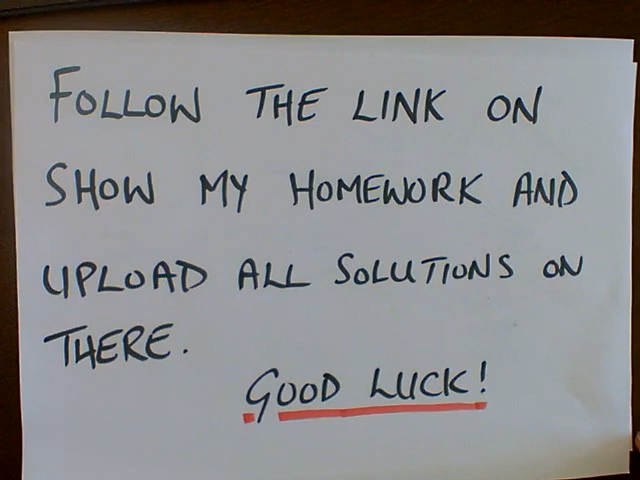 FOLLOW THE LINK ON
SHOW MY HOMEWORK AND
UPLOAD ALL SOLUTIONS ON
THERE.
GOOD LUCK!